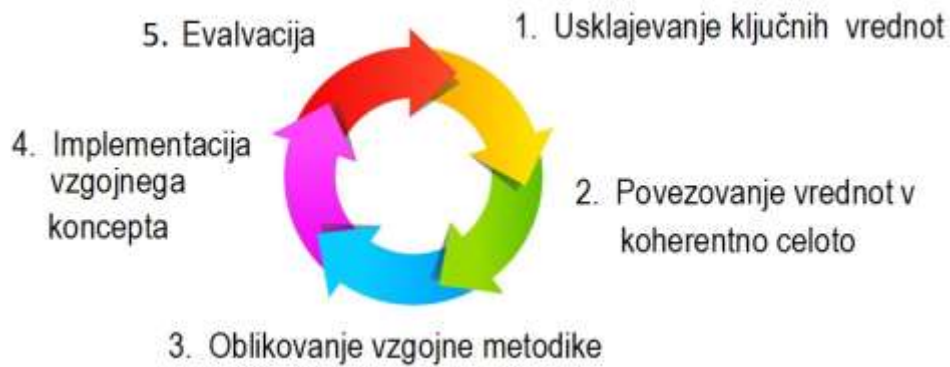 1. Usklajevanje ključnih vrednot
2. Povezovanje vrednot v
koherentno celoto
3. Oblikovanje vzgojne metodike
4. Implementacija
vzgojnega
koncepta
5. Evalvacija